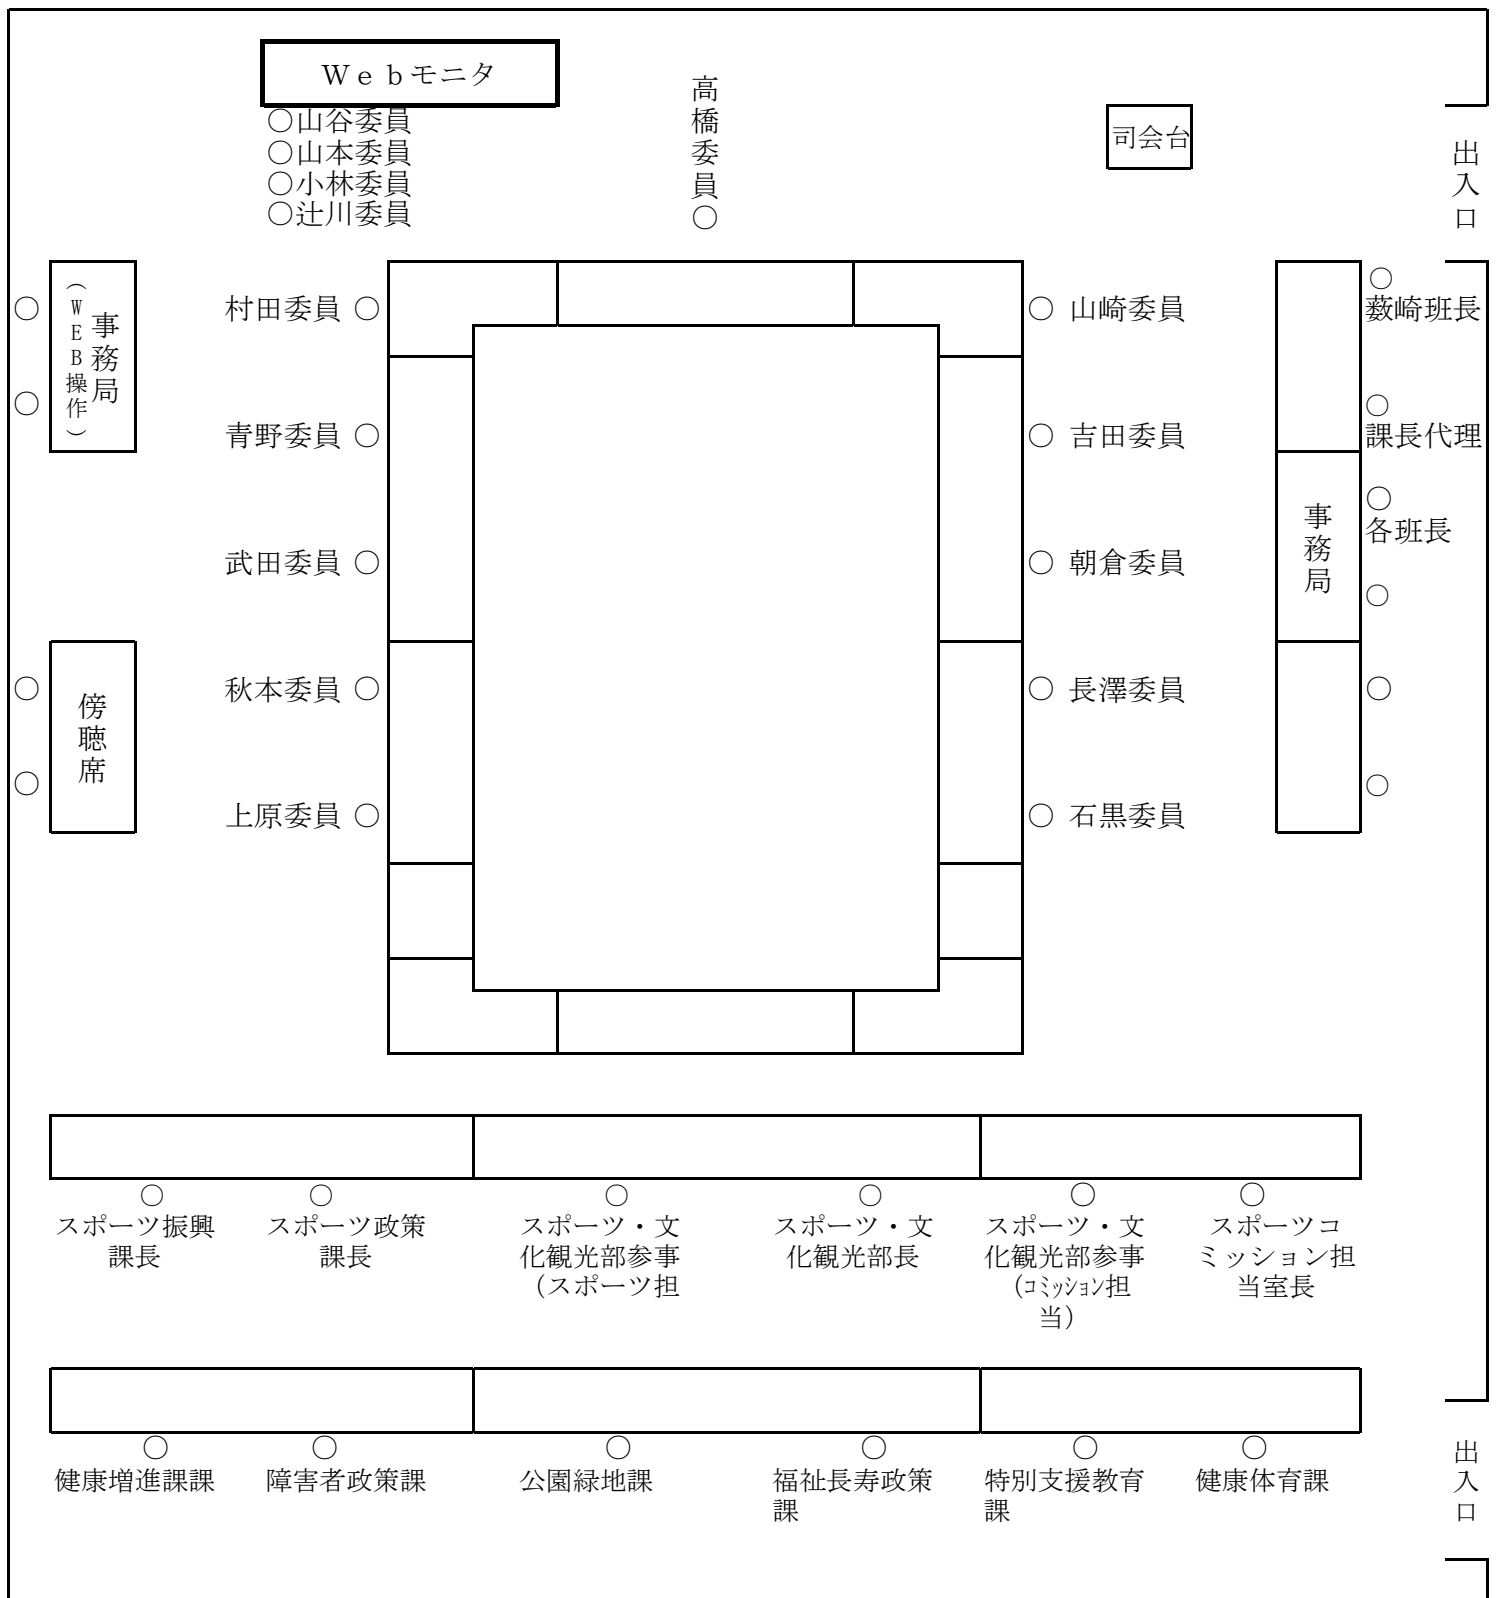 Ｗｅｂモニタ
○山谷委員
○山本委員
○小林委員
○辻川委員
高橋委員○
司会台
出入口
事務局
（ＷＥＢ操作）
○
○
村田委員 ○
青野委員 ○
武田委員 ○
秋本委員 ○
上原委員 ○
○ 山崎委員
○ 吉田委員
○ 朝倉委員
○ 長澤委員
○ 石黒委員
○
薮崎班長
○
課長代理
○
各班長
○
○
○
事務局
傍聴席
○
○
○
スポーツ振興
課長
○
スポーツ政策
課長
○
スポーツ・文
化観光部参事
（スポーツ担
○
スポーツ・文
化観光部長
○
スポーツ・文
化観光部参事
（ｺﾐｯｼｮﾝ担
当）
○
スポーツコ
ミッション担
当室長
○
健康増進課課
○
障害者政策課
○
公園緑地課
○
福祉長寿政策
課
○
特別支援教育
課
○
健康体育課
出入口